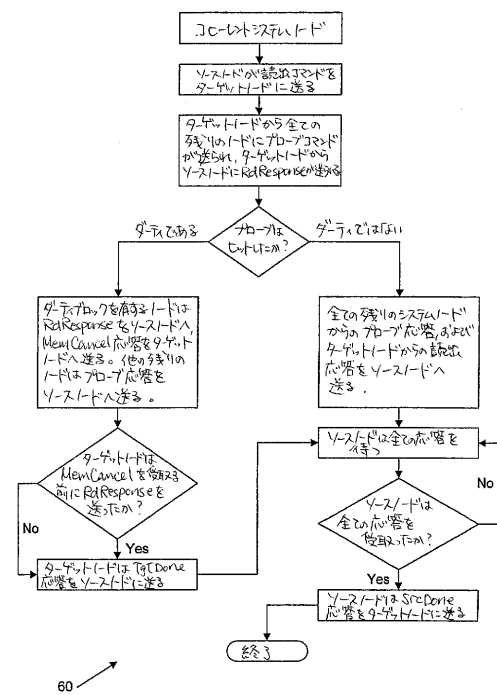 コヒーレントシステムノード
ソースノードが読出コマンドを
ターゲットノードに送る
ターゲットノードから全ての
残りのノードにプローブコマンド
が送られ、ターゲットノードから
ソースノードにRdResponseが送られる
プローブは
ヒットしたか?
ダーティである
ダーティではない
ダーティブロックを有するノードは
RdResponseをソースノードへ、
MemCancel応答をターゲット
ノードへ送る。他の残りの
ノードはプローブ応答を
ソースノードへ送る。
全ての残りのシステムノード
からのプローブ応答、および
ターゲットノードからの読出
応答をソースノードへ
送る.
ターゲットノードは
MemCancelを受取る
前にRdResponseを
送ったか?
No
Yes
ターゲットノードはTgtDone
応答をソースノードに送る
ソースノードは全ての応答を
待つ
ソースノードは
全ての応答を
受取ったか?
No
Yes
ソースノードはSrcDone
応答をターゲットノードに送る
終了
60